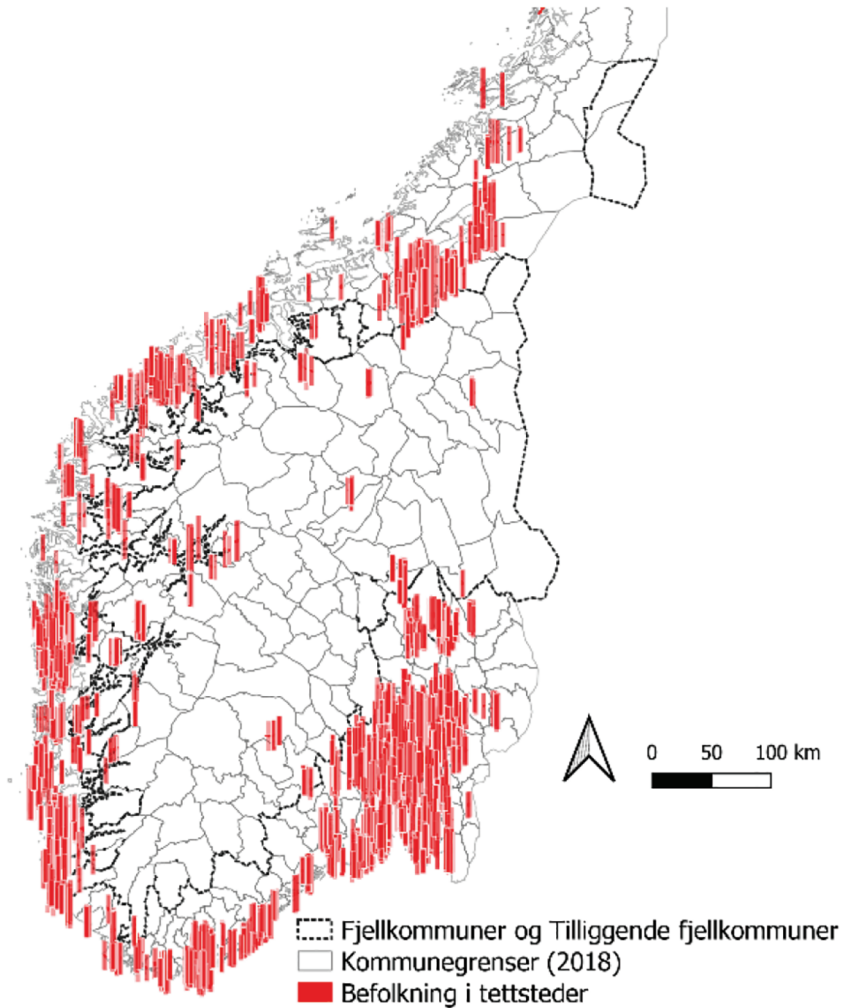 0 50 100 km
Fjellkommuner og Tilliggende fjellkommuner
Kommunegrenser (2018)
Befolkning i tettsteder